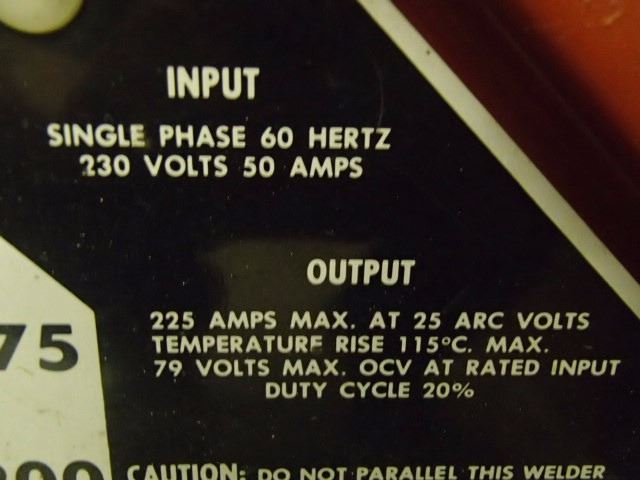 INPUT
SINGLE PHASE 60 HERTZ
230 VOLTS 50 AMPS
OUTPUT
225 AMPS MAX. AT 25 ARC VOLTS
TEMPERATURE RISE 115°C. MAX.
79 VOLTS MAX. OCV AT RATED INPUT
DUTY CYCLE 20%
75
CAUTION: DO NOT PARALLEL THIS WELDER